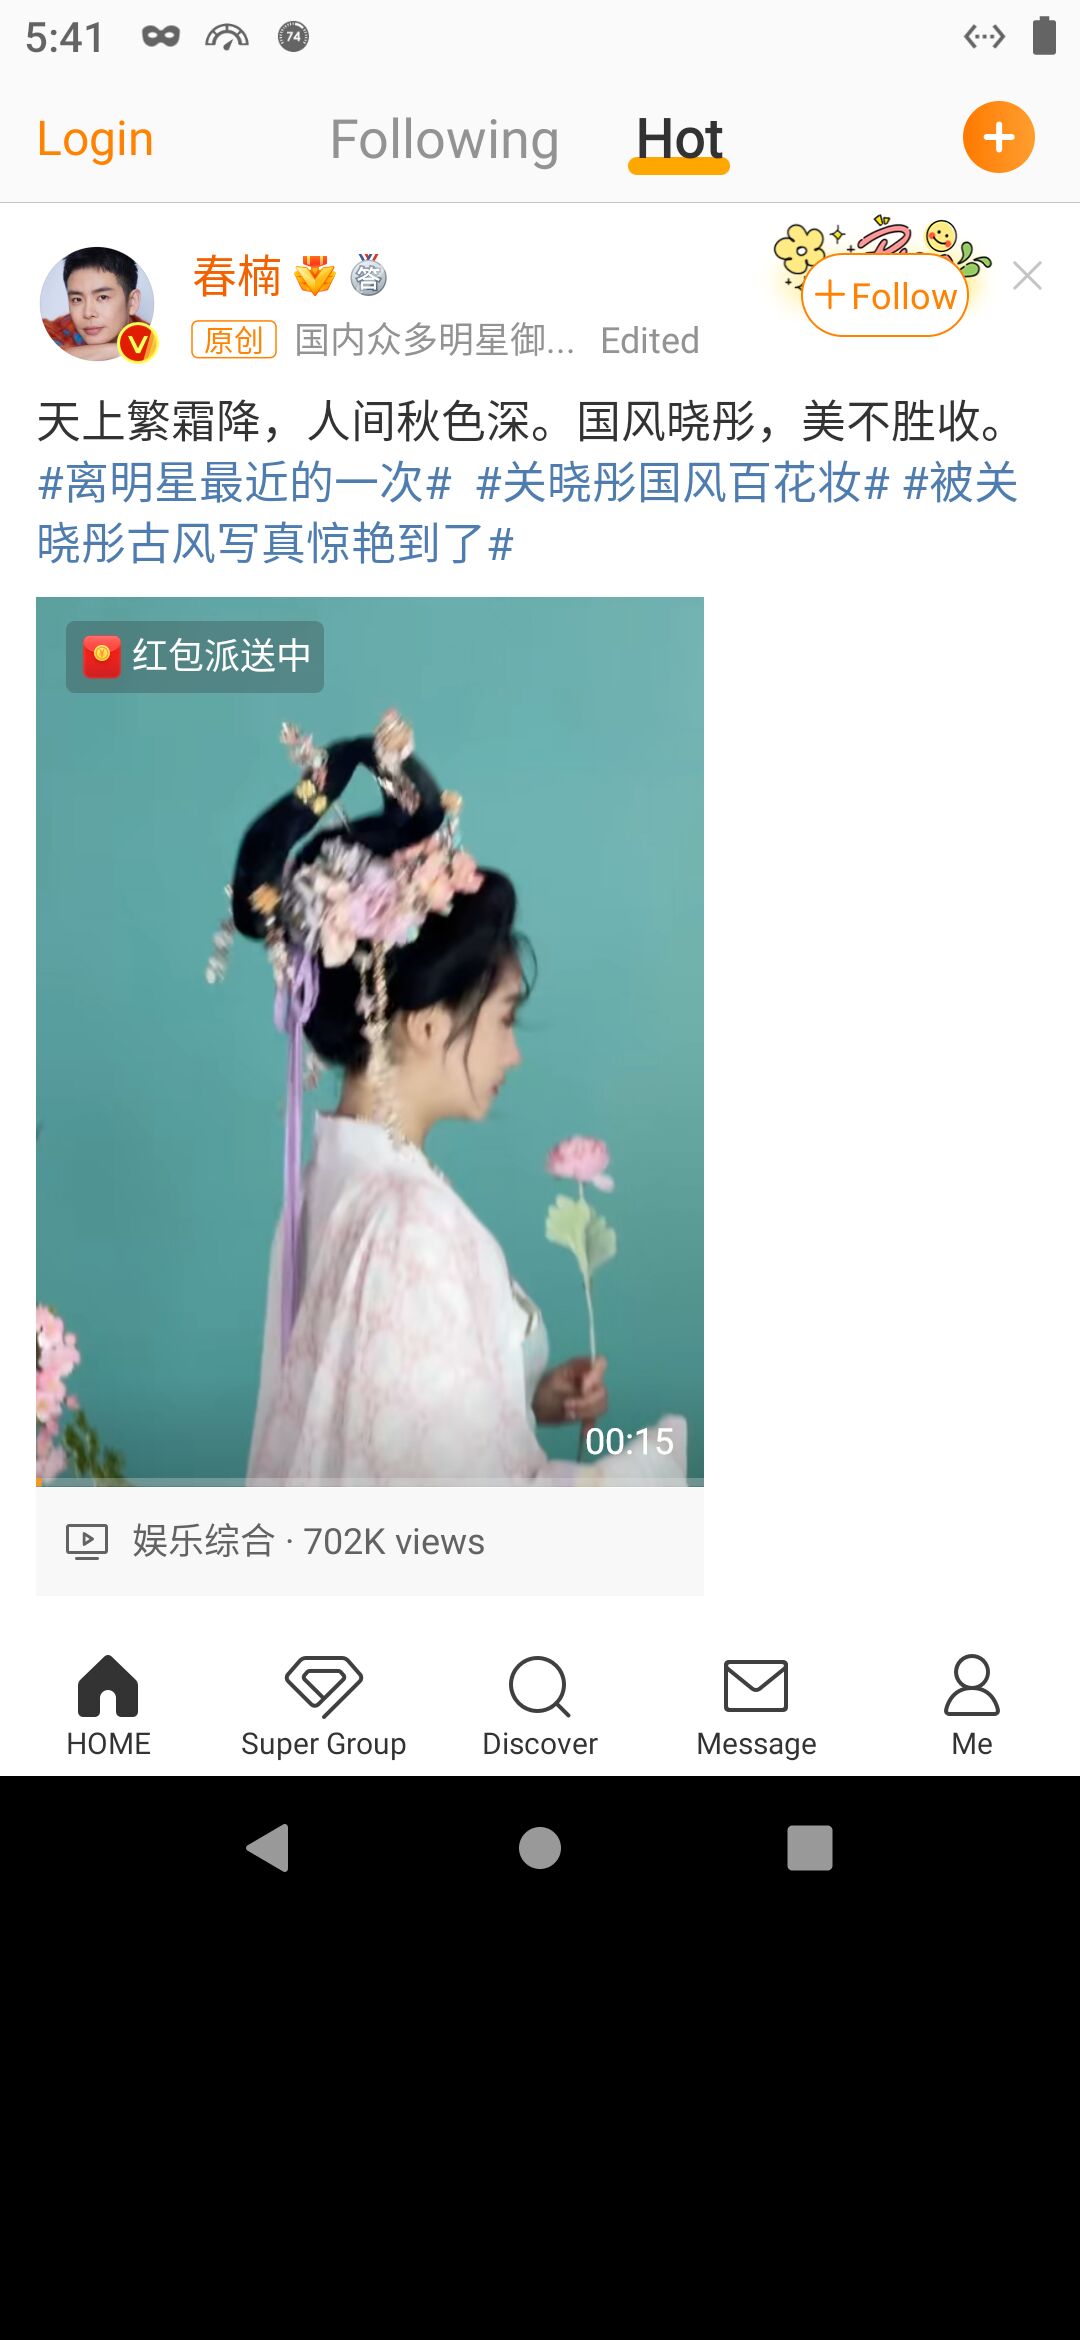 5:41
74
Login
Following
Hot
春楠
答
+Follow
原创 国内众多明星御... Edited
天上繁霜降，人间秋色深。国风晓彤，美不胜收。
#离明星最近的一次# #关晓彤国风百花妆# #被关
晓彤古风写真惊艳到了#
红包派送中
00:15
娱乐综合 · 702K views
HOME
Super Group
Discover
Message
Me